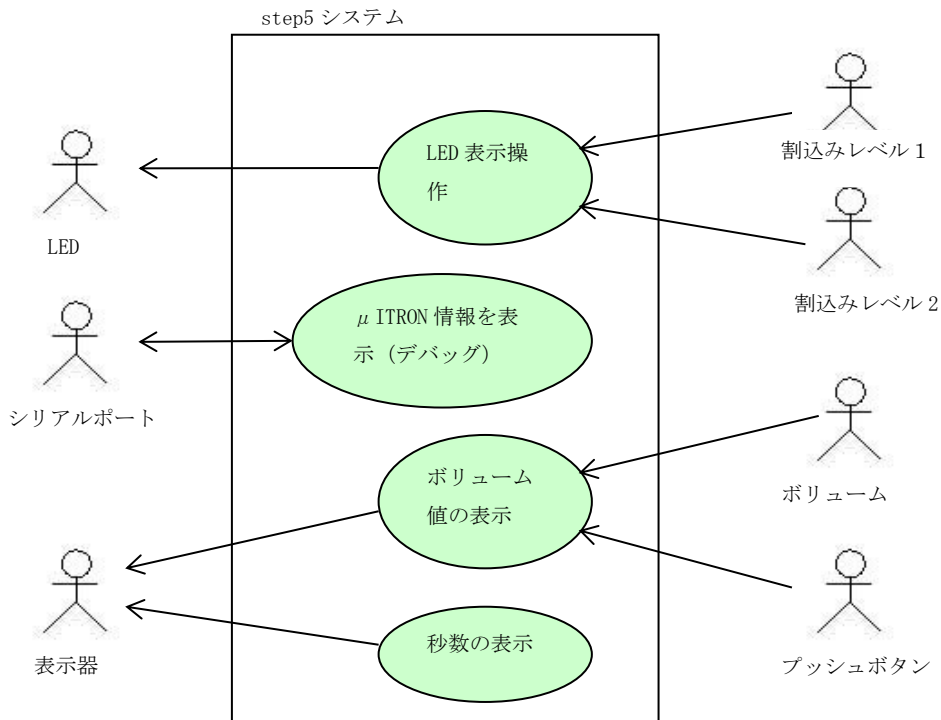 step5 システム
割込みレベル１
LED 表示操
作
LED
割込みレベル 2
μ ITRON 情報を表
示（デバッグ）
シリアルポート
ボリューム
値の表示
ボリューム
秒数の表示
表示器
プッシュボタン